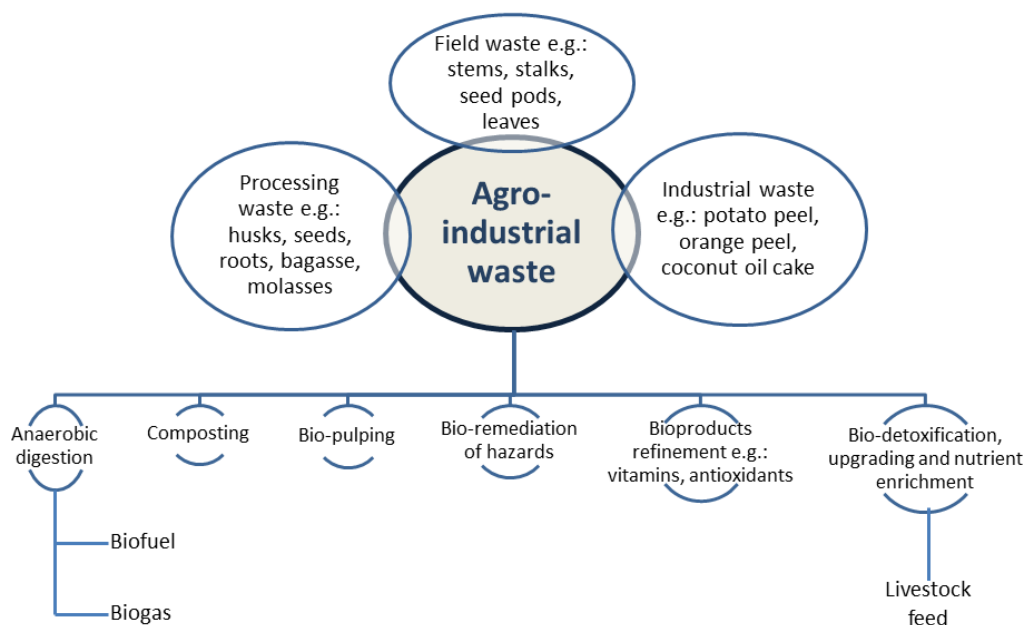 Field waste e.g.:
stems, stalks,
seed pods,
leaves
Processing
waste e.g.:
husks, seeds,
roots, bagasse,
molasses
Agro-
industrial
waste
Industrial waste
e.g.: potato peel,
orange peel,
coconut oil cake
Anaerobic
digestion
Composting
Bio-pulping
Bio-remediation
of hazards
Bioproducts
refinement e.g.:
vitamins, antioxidants
Bio-detoxification,
upgrading and nutrient
enrichment
Biofuel
Biogas
Livestock
feed